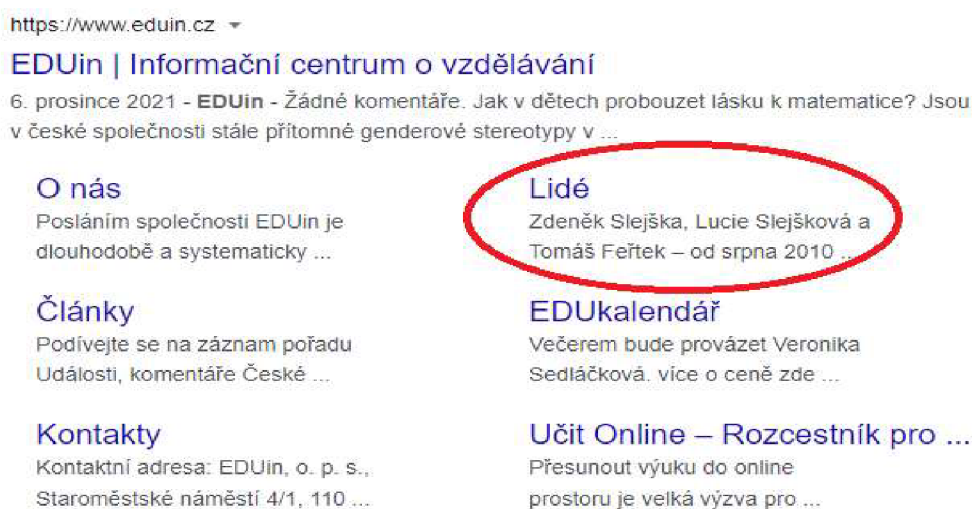 https://www.eduin.cz
EDUin | Informační centrum o vzdělávání
6. prosince 2021 - EDUin - Žádné komentáře. Jak v dětech probouzet lásku k matematice? Jsou
v české společnosti stále přítomné genderové stereotypy v ...
O nás
Posláním společnosti EDUin je
dlouhodobě a systematicky ...
Lidé
Zdeněk Slejška, Lucie Slejšková a
Tomáš Feřtek – od srpna 2010 ...
Články
Podívejte se na záznam pořadu
Události, komentáře České ...
EDUkalendář
Večerem bude provázet Veronika
Sedláčková. více o ceně zde ...
Kontakty
Kontaktní adresa: EDUin, o. p. s.,
Staroměstské náměstí 4/1, 110 ...
Učit Online – Rozcestník pro ...
Přesunout výuku do online
prostoru je velká výzva pro ...